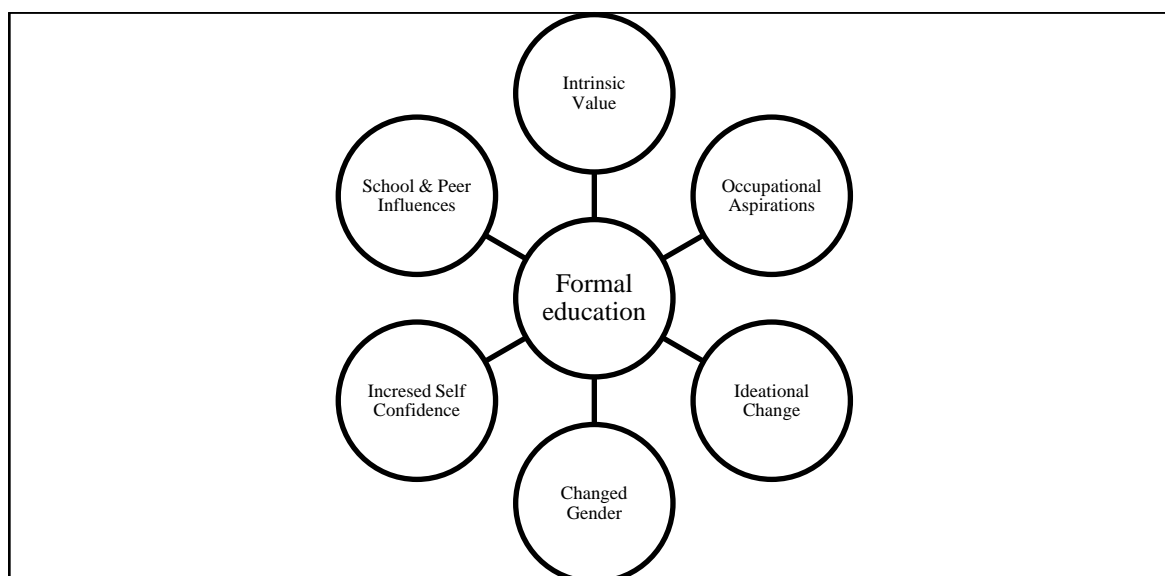 Intrinsic
Value
School & Peer
Influences
Occupational
Aspirations
Formal
education
Incresed Self
Confidence
Ideational
Change
Changed
Gender